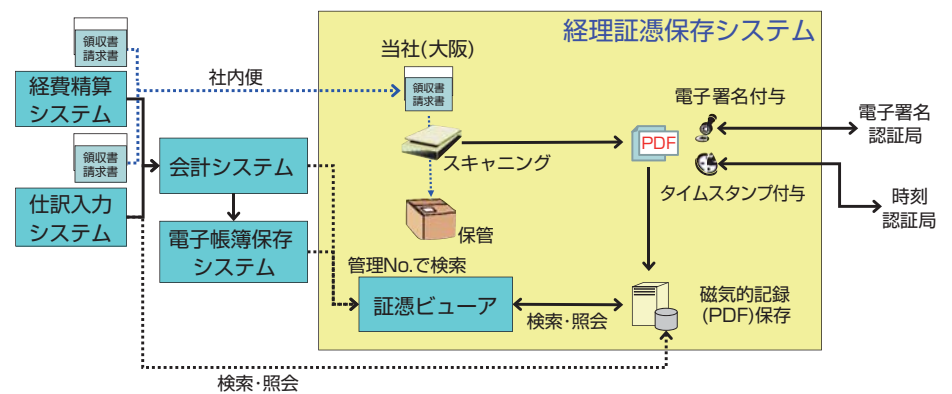 経理証憑保存システム
領収書
請求書
当社(大阪)
社内便
経費精算
システム
領収書
請求書
電子署名付与
電子署名
認証局
PDF
領収書
請求書
スキャニング
会計システム
タイムスタンプ付与
時刻
認証局
仕訳入力
システム
保管
電子帳簿保存
システム
管理No.で検索
証憑ビューア
検索・照会
磁気的記録
(PDF)保存
検索・照会